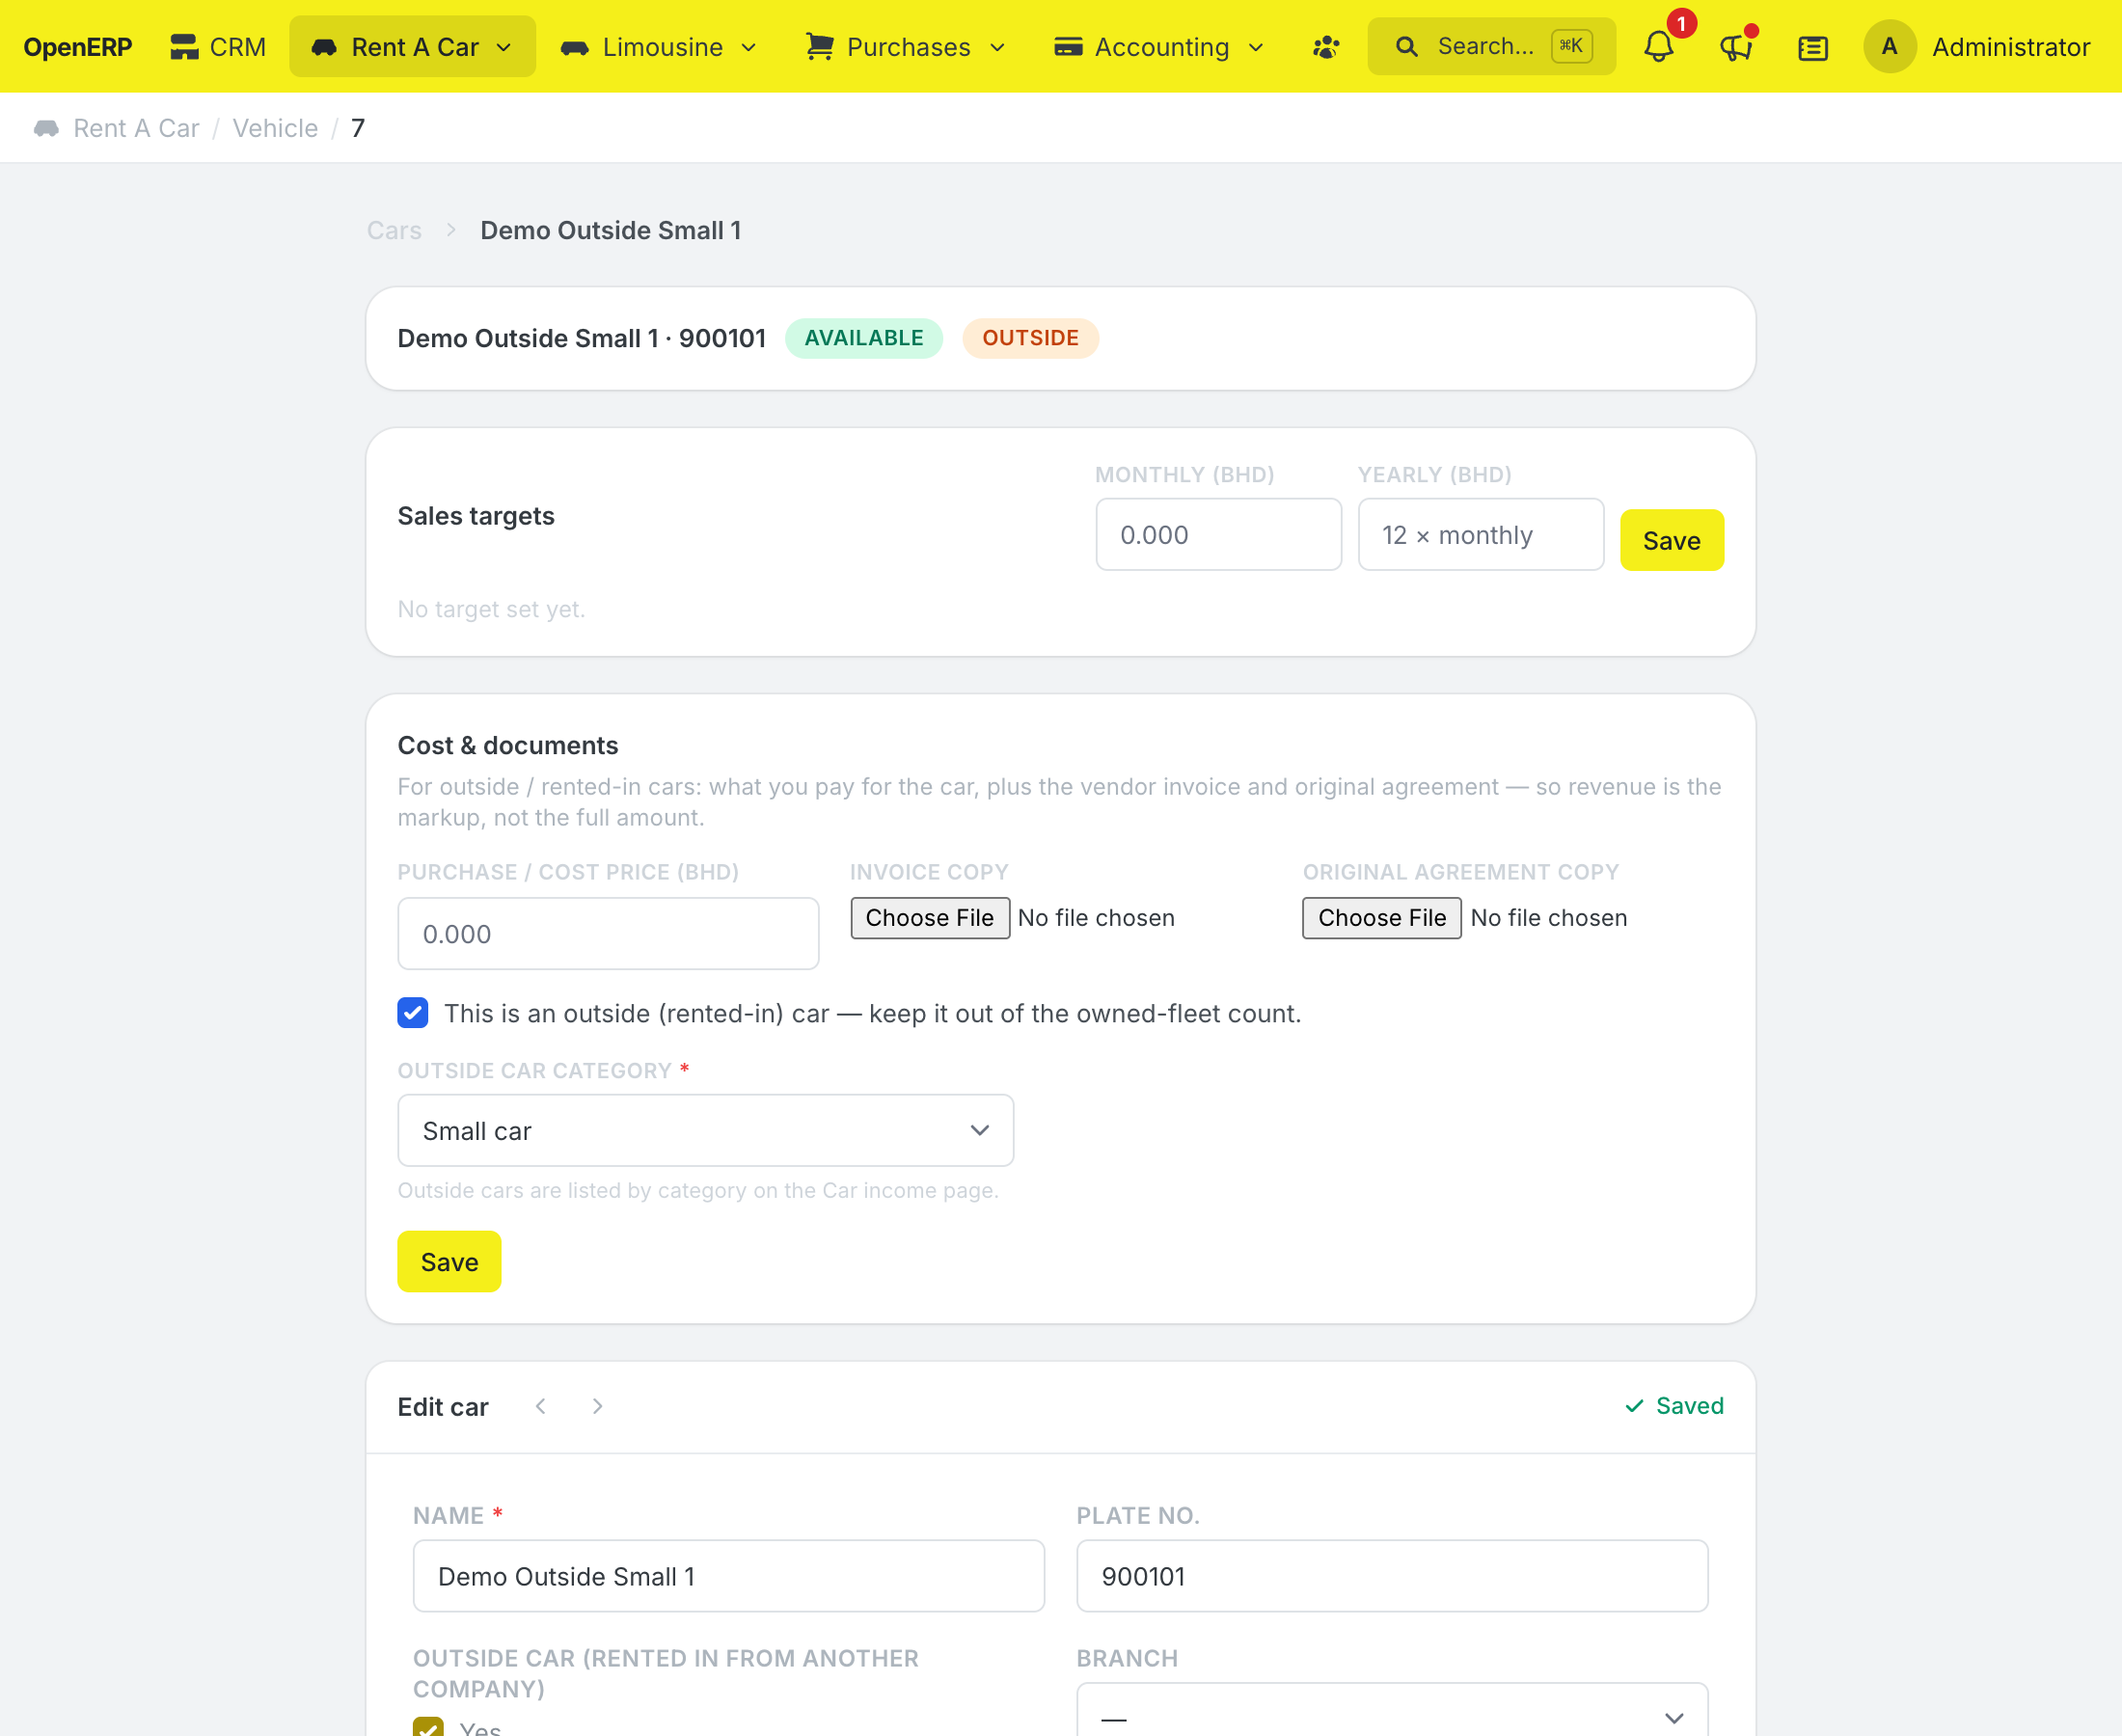 OpenERP CRM Rent A Car Limousine Purchases Accounting Search... ⌘K 1 A Administrator
Rent A Car / Vehicle / 7
Cars > Demo Outside Small 1
Demo Outside Small 1 · 900101 AVAILABLE OUTSIDE
MONTHLY (BHD) YEARLY (BHD)
Sales targets 0.000 12 × monthly Save
No target set yet.
Cost & documents
For outside / rented-in cars: what you pay for the car, plus the vendor invoice and original agreement — so revenue is the
markup, not the full amount.
PURCHASE / COST PRICE (BHD) INVOICE COPY ORIGINAL AGREEMENT COPY
0.000 Choose File No file chosen Choose File No file chosen
This is an outside (rented-in) car — keep it out of the owned-fleet count.
OUTSIDE CAR CATEGORY *
Small car
Outside cars are listed by category on the Car income page.
Save
Edit car Saved
NAME * PLATE NO.
Demo Outside Small 1 900101
OUTSIDE CAR (RENTED IN FROM ANOTHER BRANCH
COMPANY)
Yes —